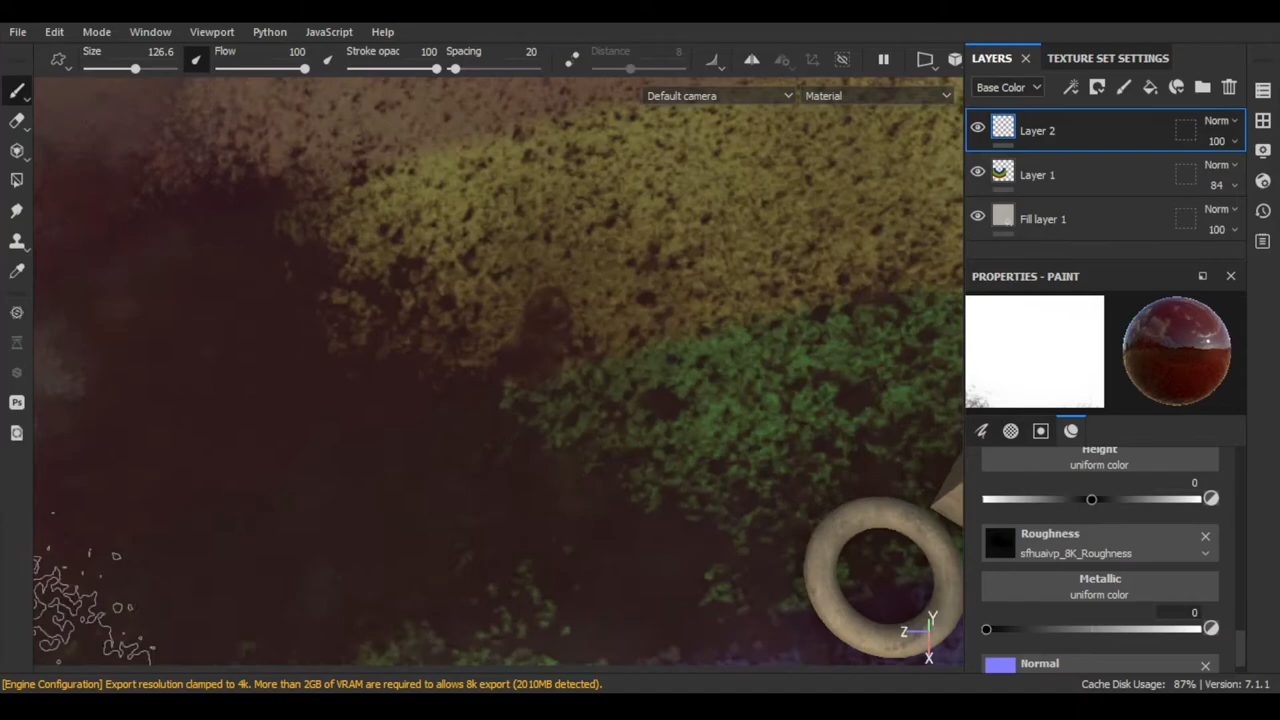 File Edit Mode Window Viewport Python JavaScript Help
Size 126.6 Flow 100 Stroke opac 100 Spacing 20 Distance 8
Default camera Material
LAYERS TEXTURE SET SETTINGS
Base Color
Layer 2 Norm 100
Layer 1 Norm 84
Fill layer 1 Norm 100
PROPERTIES - PAINT
Height
uniform color
0
Roughness
sfhuaivp_8K_Roughness
Metallic
uniform color
0
Normal
Ps
Y
Z
X
[Engine Configuration] Export resolution clamped to 4k. More than 2GB of VRAM are required to allows 8k export (2010MB detected).
Cache Disk Usage: 87% | Version: 7.1.1